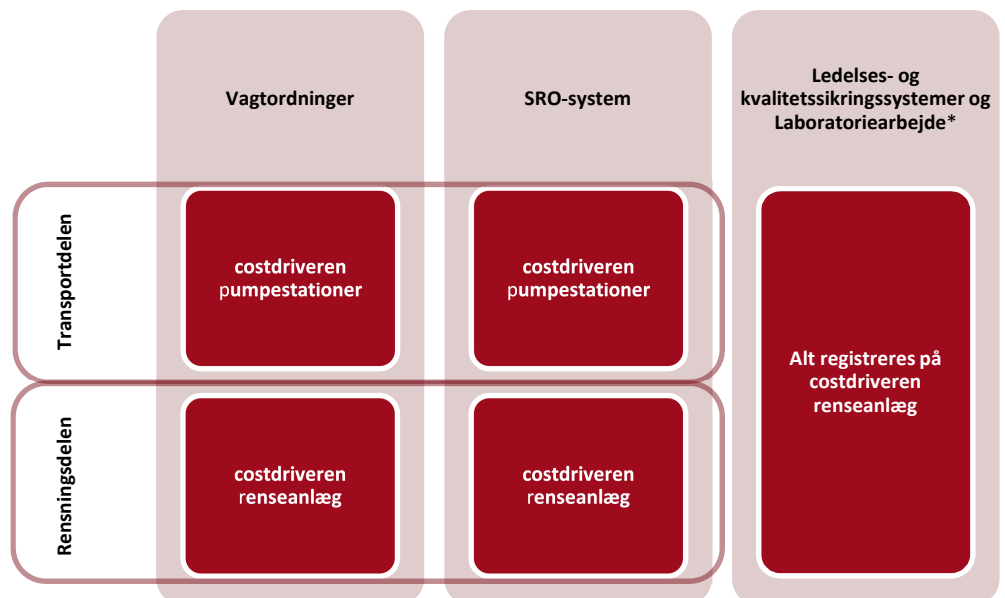 Vagtordninger
SRO-system
Ledelses- og
kvalitetssikringssystemer og
Laboratoriearbejde*
Transportdelen
costdriveren
pumpestationer
costdriveren
pumpestationer
Alt registreres på
costdriveren
renseanlæg
Rensningsdelen
costdriveren
renseanlæg
costdriveren
renseanlæg